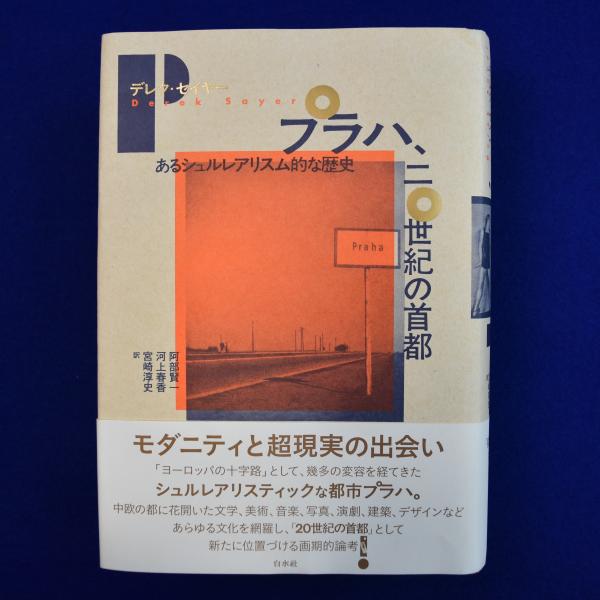 P
デレク・セイヤー
Derek Sayer
プラハ、二〇世紀の首都
あるシュルレアリスム的な歴史
Praha
阿部賢一
河上春香
宮崎淳史
訳
モダニティと超現実の出会い
「ヨーロッパの十字路」として、幾多の変容を経てきた
シュルレアリスティックな都市プラハ。
中欧の都に花開いた文学、美術、音楽、写真、演劇、建築、デザインなど
あらゆる文化を網羅し、「20世紀の首都」として
新たに位置づける画期的論考!
白水社